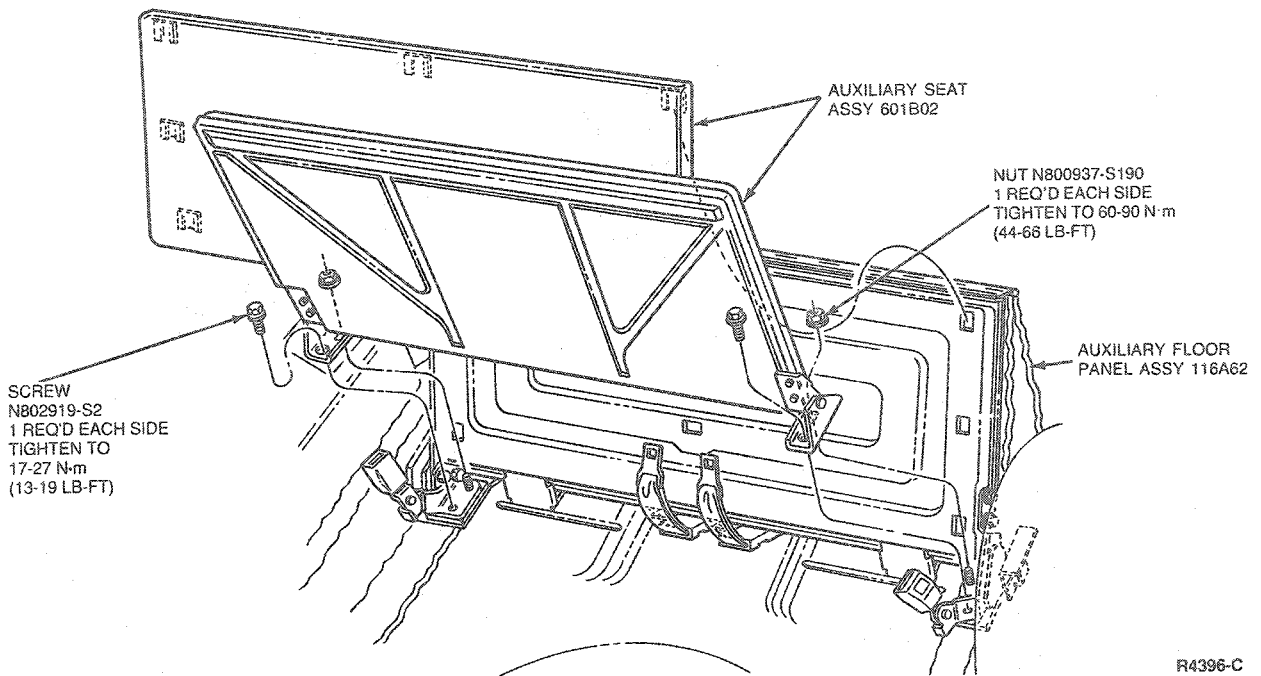 AUXILIARY SEAT
ASSY 601B02
NUT N800937-S190
1 REQ'D EACH SIDE
TIGHTEN TO 60-90 N·m
(44-66 LB-FT)
AUXILIARY FLOOR
PANEL ASSY 116A62
SCREW
N802919-S2
1 REQ'D EACH SIDE
TIGHTEN TO
17-27 N·m
(13-19 LB-FT)
R4396-C